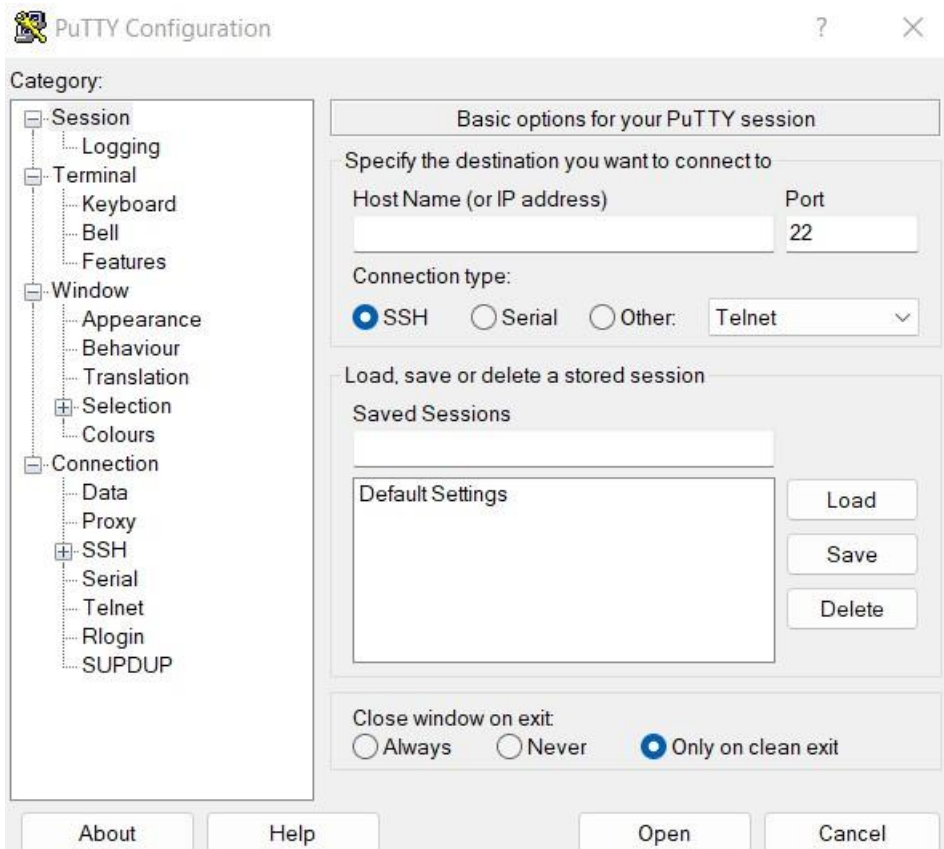 PuTTY Configuration
?
Category:
Session
Logging
Terminal
Keyboard
Bell
Features
Window
Appearance
Behaviour
Translation
Selection
Colours
Connection
Data
Proxy
SSH
Serial
Telnet
Rlogin
SUPDUP
Basic options for your PuTTY session
Specify the destination you want to connect to
Host Name (or IP address) Port
22
Connection type:
SSH Serial Other: Telnet
Load, save or delete a stored session
Saved Sessions
Default Settings
Load
Save
Delete
Close window on exit:
Always Never Only on clean exit
About Help Open Cancel